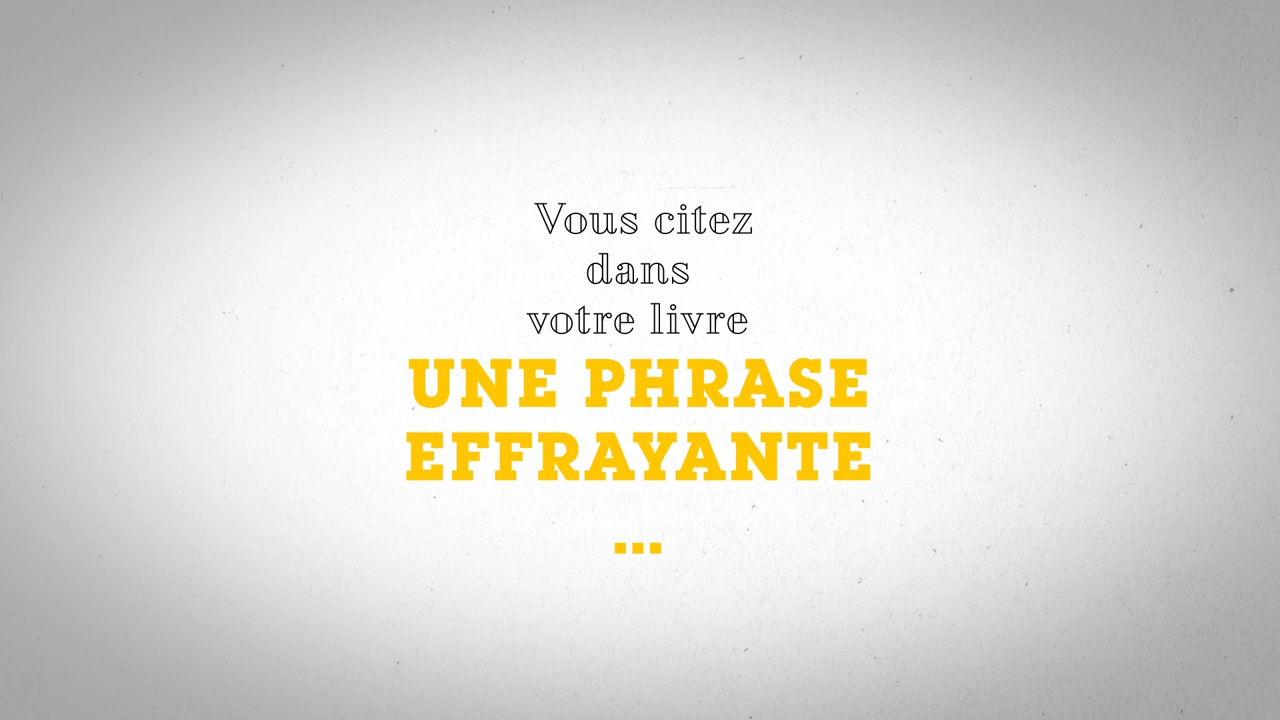 Vous citez
dans
votre livre
UNE PHRASE
EFFRAYANTE
...